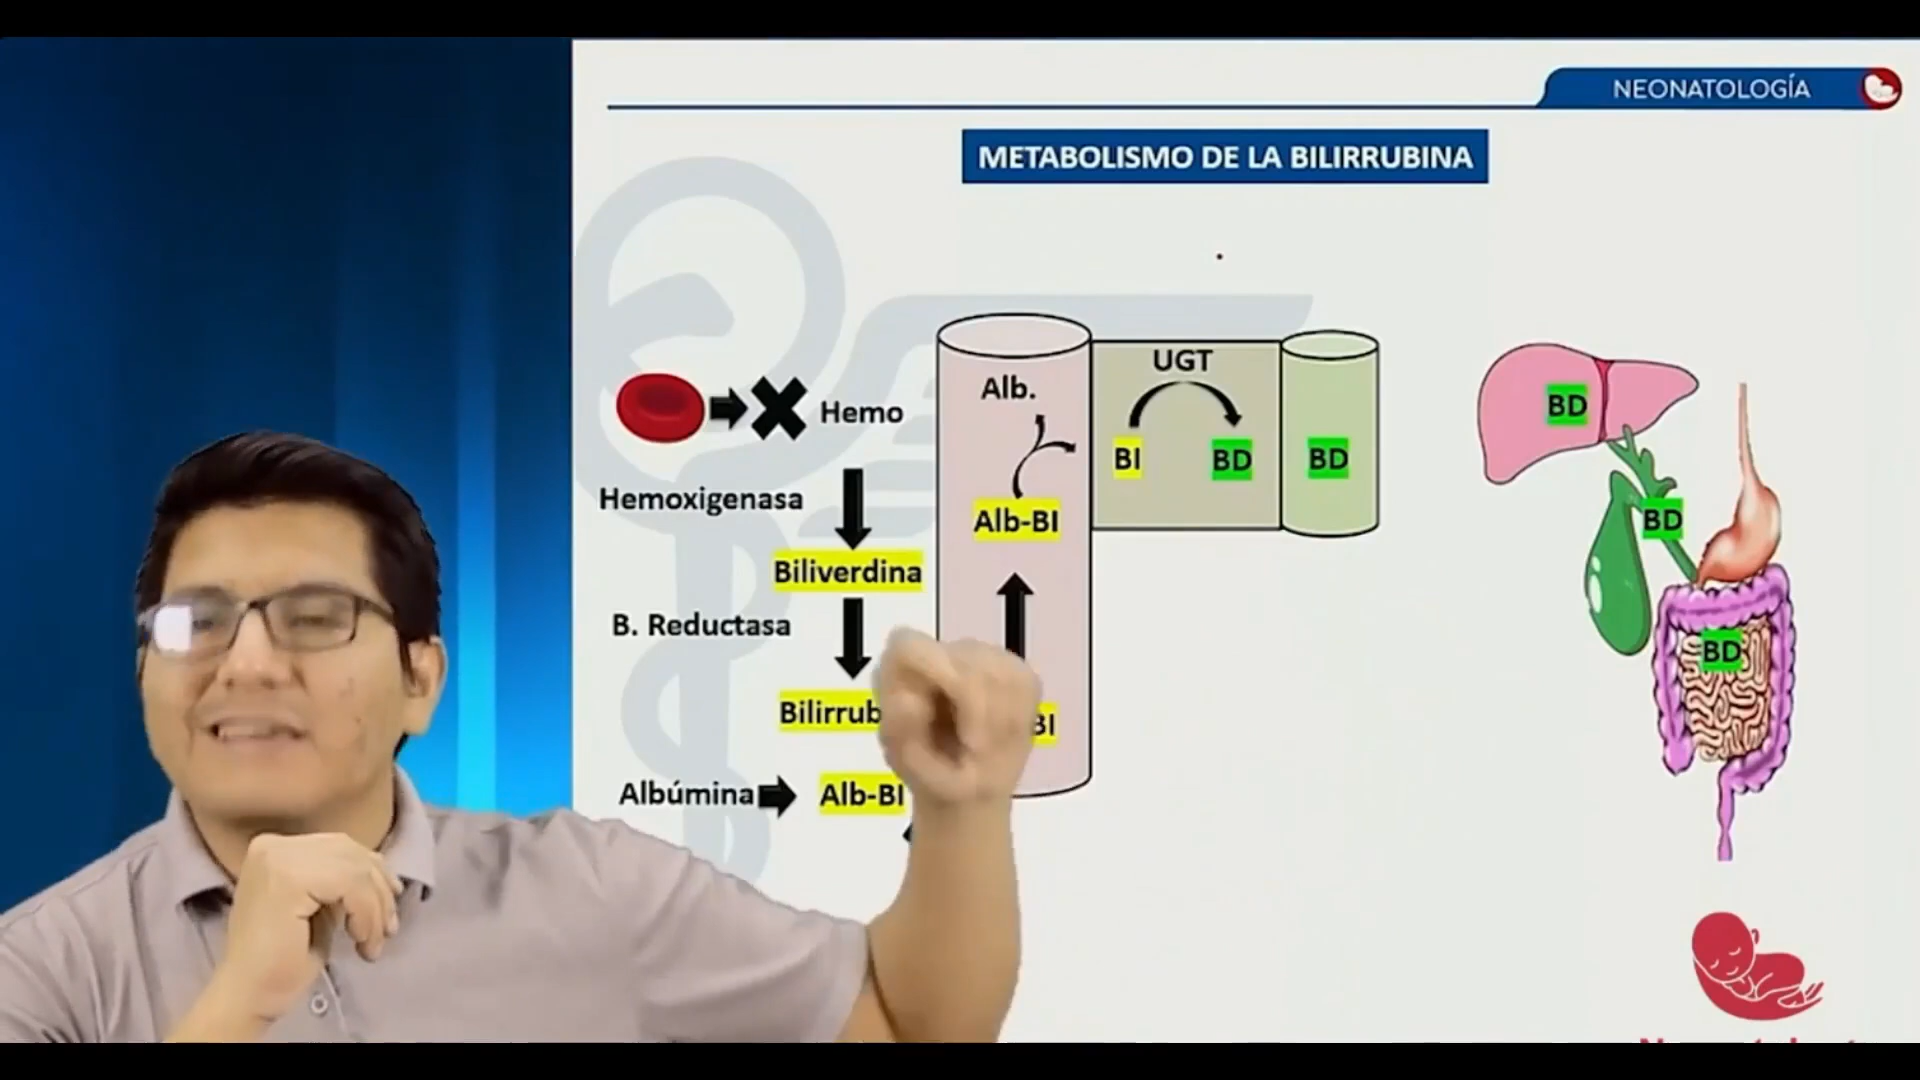 NEONATOLOGÍA
METABOLISMO DE LA BILIRRUBINA
Hemo
Hemoxigenasa
Biliverdina
B. Reductasa
Albúmina
Alb-BI
Alb.
Alb-BI
BI
UGT
BI
BD
BD
BD
BD
BD